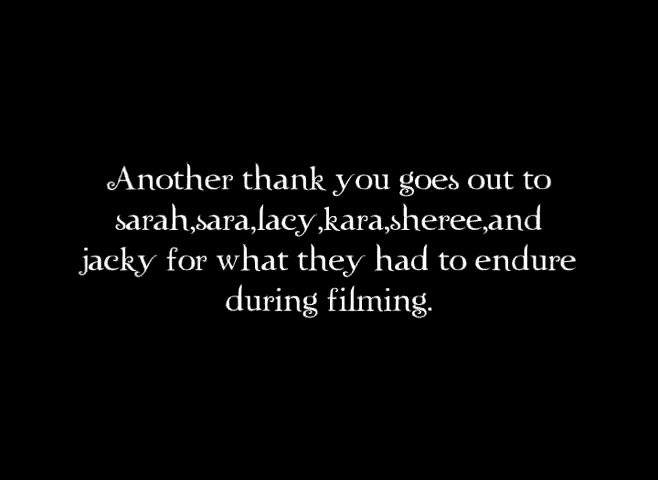 Another thank you goes out to
sarah,sara,lacy,kara,sheree,and
jacky for what they had to endure
during filming.